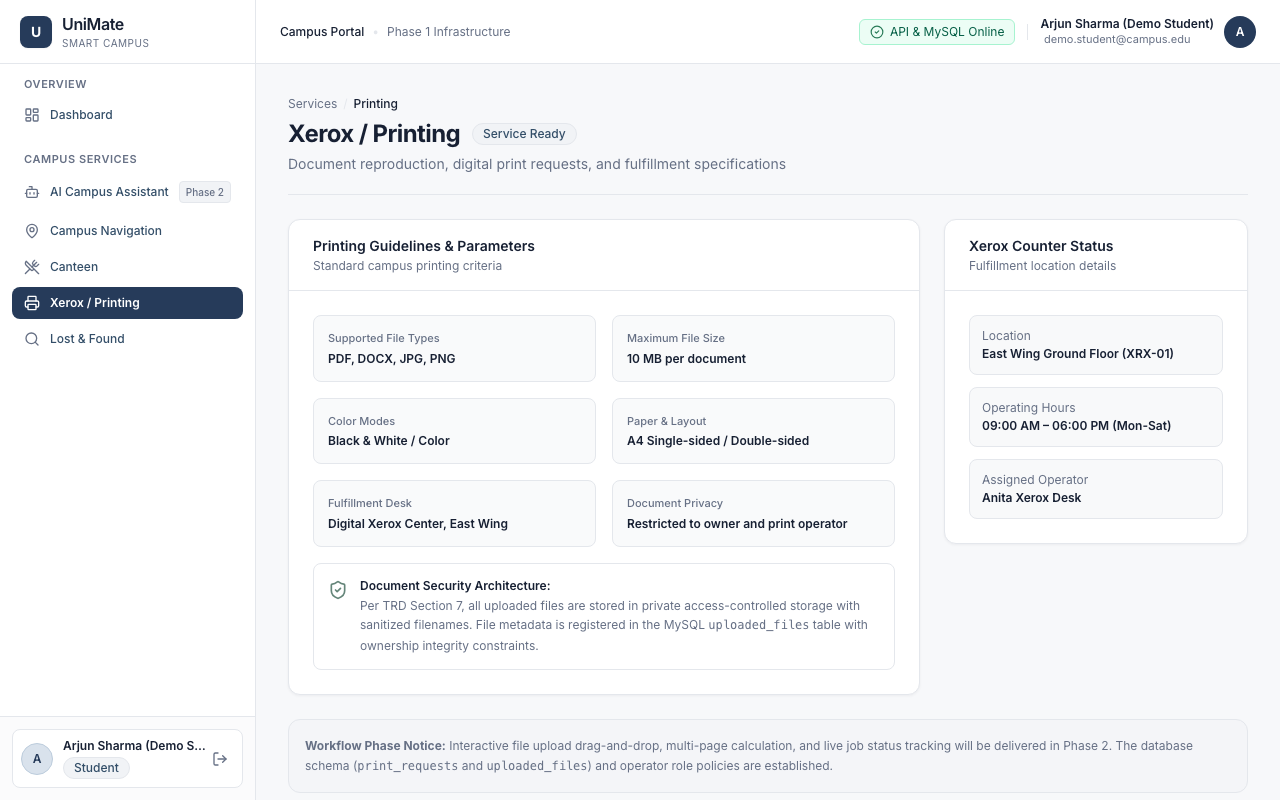 U
UniMate
SMART CAMPUS
OVERVIEW
Dashboard
CAMPUS SERVICES
AI Campus Assistant
Phase 2
Campus Navigation
Canteen
Xerox / Printing
Lost & Found
A
Arjun Sharma (Demo S...
Student
Campus Portal
Phase 1 Infrastructure
API & MySQL Online
Arjun Sharma (Demo Student)
demo.student@campus.edu
A
Services / Printing
Xerox / Printing
Service Ready
Document reproduction, digital print requests, and fulfillment specifications
Printing Guidelines & Parameters
Standard campus printing criteria
Supported File Types
PDF, DOCX, JPG, PNG
Maximum File Size
10 MB per document
Color Modes
Black & White / Color
Paper & Layout
A4 Single-sided / Double-sided
Fulfillment Desk
Digital Xerox Center, East Wing
Document Privacy
Restricted to owner and print operator
Document Security Architecture:
Per TRD Section 7, all uploaded files are stored in private access-controlled storage with
sanitized filenames. File metadata is registered in the MySQL uploaded_files table with
ownership integrity constraints.
Xerox Counter Status
Fulfillment location details
Location
East Wing Ground Floor (XRX-01)
Operating Hours
09:00 AM – 06:00 PM (Mon-Sat)
Assigned Operator
Anita Xerox Desk
Workflow Phase Notice: Interactive file upload drag-and-drop, multi-page calculation, and live job status tracking will be delivered in Phase 2. The database
schema (print_requests and uploaded_files) and operator role policies are established.